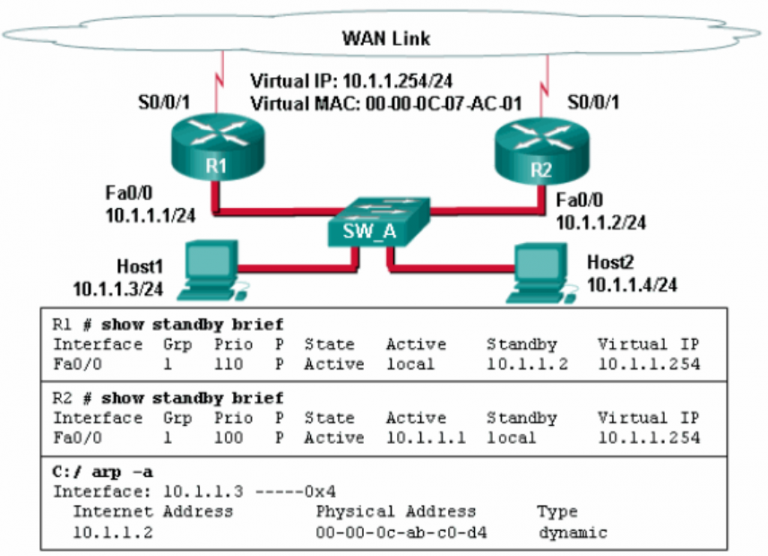 WAN Link
Virtual IP: 10.1.1.254/24
S0/0/1 Virtual MAC: 00-00-0C-07-AC-01 S0/0/1
R1 R2
Fa0/0 Fa0/0
10.1.1.1/24 10.1.1.2/24
SW_A
Host1 Host2
10.1.1.3/24 10.1.1.4/24
R1 # show standby brief
Interface Grp Prio P State Active Standby Virtual IP
Fa0/0 1 110 P Active local 10.1.1.2 10.1.1.254
R2 # show standby brief
Interface Grp Prio P State Active Standby Virtual IP
Fa0/0 1 100 P Active 10.1.1.1 local 10.1.1.254
C:/ arp -a
Interface: 10.1.1.3 -----0x4
Internet Address Physical Address Type
10.1.1.2 00-00-0c-ab-c0-d4 dynamic